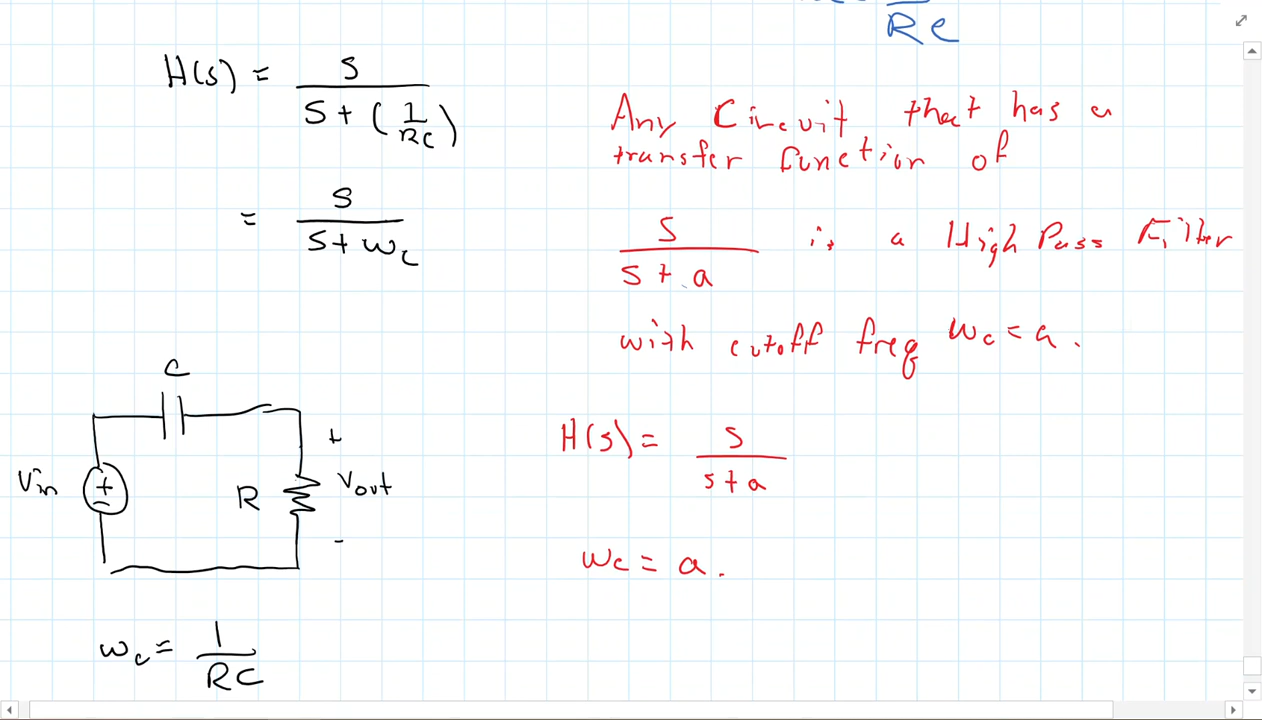 RC
H(s) = s / (s + (1/RC))
= s / (s + ωc)
Any Circuit that has a
transfer function of
s / (s + a) is a High Pass Filter
with cutoff freq ωc = a.
H(s) = s / (s + a)
ωc = a.
C
Vin
+
-
R
+
Vout
-
ωc = 1 / RC